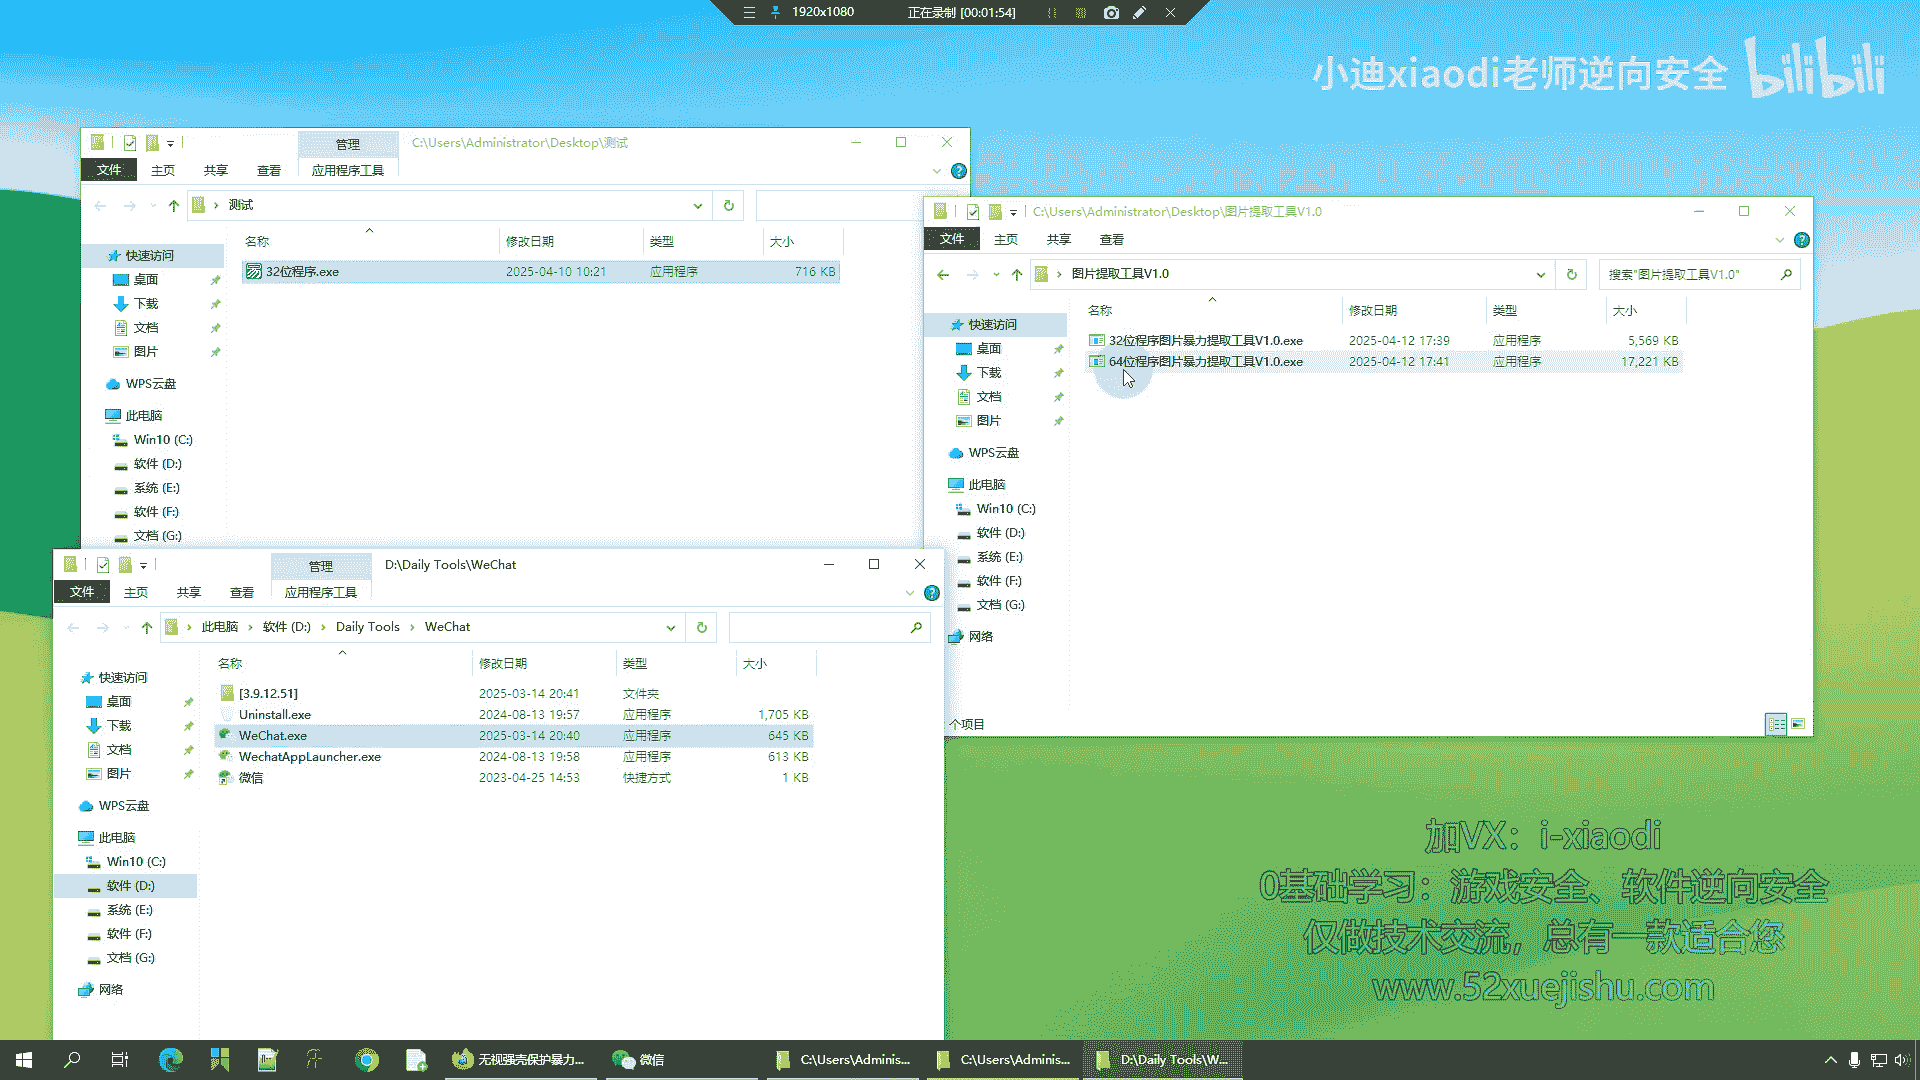 1920x1080
正在录制 [00:01:54]
小迪xiaodi老师逆向安全 bilibili
管理
C:\Users\Administrator\Desktop\测试
文件 主页 共享 查看 应用程序工具
测试
名称 修改日期 类型 大小
32位程序.exe 2025-04-10 10:21 应用程序 716 KB
快速访问
桌面
下载
文档
图片
WPS云盘
此电脑
Win10 (C:)
软件 (D:)
系统 (E:)
软件 (F:)
文档 (G:)
C:\Users\Administrator\Desktop\图片提取工具V1.0
文件 主页 共享 查看
图片提取工具V1.0
搜索"图片提取工具V1.0"
名称 修改日期 类型 大小
32位程序图片暴力提取工具V1.0.exe 2025-04-12 17:39 应用程序 5,569 KB
64位程序图片暴力提取工具V1.0.exe 2025-04-12 17:41 应用程序 17,221 KB
快速访问
桌面
下载
文档
图片
WPS云盘
此电脑
Win10 (C:)
软件 (D:)
系统 (E:)
软件 (F:)
文档 (G:)
网络
个项目
管理
D:\Daily Tools\WeChat
文件 主页 共享 查看 应用程序工具
此电脑 软件 (D:) Daily Tools WeChat
名称 修改日期 类型 大小
[3.9.12.51] 2025-03-14 20:41 文件夹
Uninstall.exe 2024-08-13 19:57 应用程序 1,705 KB
WeChat.exe 2025-03-14 20:40 应用程序 645 KB
WechatAppLauncher.exe 2024-08-13 19:58 应用程序 613 KB
微信 2023-04-25 14:53 快捷方式 1 KB
快速访问
桌面
下载
文档
图片
WPS云盘
此电脑
Win10 (C:)
软件 (D:)
系统 (E:)
软件 (F:)
文档 (G:)
网络
加VX：i-xiaodi
0基础学习：游戏安全、软件逆向安全
仅做技术交流，总有一款适合您
www.52xuejishu.com
无视强壳保护暴力...
微信
C:\Users\Adminis...
C:\Users\Adminis...
D:\Daily Tools\W...